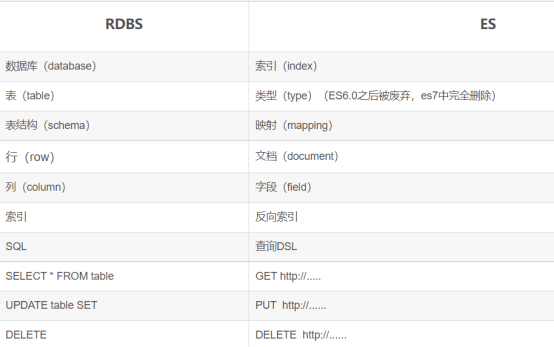 RDBS ES
数据库（database） 索引（index）
表（table） 类型（type）（ES6.0之后被废弃，es7中完全删除）
表结构（schema） 映射（mapping）
行（row） 文档（document）
列（column） 字段（field）
索引 反向索引
SQL 查询DSL
SELECT * FROM table GET http://.....
UPDATE table SET PUT http://......
DELETE DELETE http://......